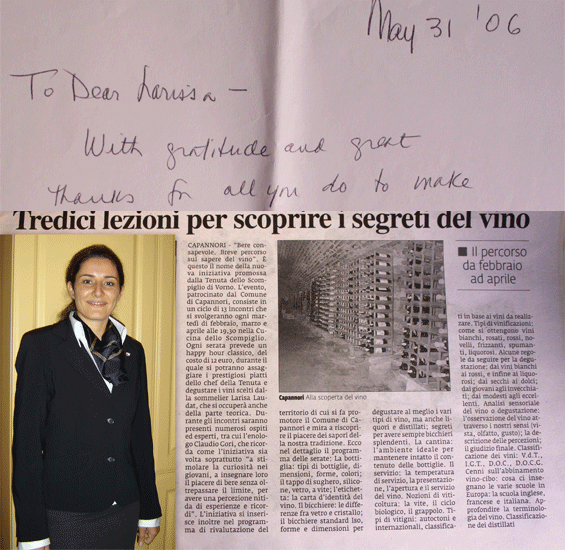 May 31 '06
To Dear Larissa —
With gratitude and great
thanks for all you do to make
Tredici lezioni per scoprire i segreti del vino
■ Il percorso
da febbraio
ad aprile
CAPANNORI - "Bere con-
sapevole. Breve percorso
sul sapere del vino". È
questo il nome della nuo-
va iniziativa promossa
dalla Tenuta dello Scom-
piglio di Vorno. L'evento,
patrocinato dal Comune
di Capannori, consiste in
un ciclo di 13 incontri che
si svolgeranno ogni mar-
tedì di febbraio, marzo e
aprile alle 19,30 nella Cu-
cina dello Scompiglio.
Ogni serata prevede un
happy hour classico, del
costo di 12 euro, durante il
quale si potranno assag-
giare i prestigiosi piatti
dello chef della Tenuta e
degustare i vini scelti dal-
la sommelier Larisa Lau-
dat, che si occuperà anche
della parte teorica. Du-
rante gli incontri saranno
presenti numerosi ospiti
ed esperti, tra cui l'enolo-
go Claudio Gori, che ricor-
da come l'iniziativa sia
volta soprattutto "a sti-
molare la curiosità nei
giovani, a insegnare loro
il piacere di bere senza ol-
trepassare il limite, per
avere una percezione niti-
da di esperienze e ricor-
di". L'iniziativa si inseri-
sce inoltre nel program-
ma di rivalutazione del
Capannori Alla scoperta del vino
territorio di cui si fa pro-
motore il Comune di Ca-
pannori e mira a riscopri-
re il piacere dei sapori del-
la nostra tradizione. Ecco
nel dettaglio il program-
ma delle serate: La botti-
glia: tipi di bottiglie, di-
mensioni, forme, colori;
il tappo di sughero, silico-
ne, vetro, a vite; l'etichet-
ta: la carta d'identità del
vino. Il bicchiere: le diffe-
renze fra vetro e cristallo;
il bicchiere standard Iso,
forme e dimensioni per
degustare al meglio i vari
tipi di vino, ma anche li-
quori e distillati; segreti
per avere sempre bicchieri
splendenti. La cantina:
l'ambiente ideale per
mantenere intatto il con-
tenuto delle bottiglie. Il
servizio: la temperatura
di servizio, la presentazio-
ne, l'apertura e il servizio
del vino. Nozioni di viti-
coltura: la vite, il ciclo
biologico, il grappolo. Ti-
pi di vitigni: autoctoni e
internazionali, classifica-
ti in base ai vini da realiz-
zare. Tipi di vinificazioni:
come si ottengono vini
bianchi, rosati, rossi, no-
velli, frizzanti, spuman-
ti, liquorosi. Alcune rego-
le da seguire per la degu-
stazione: dai vini bianchi
ai rossi, e infine ai liquo-
rosi; dai secchi ai dolci;
dai giovani agli invecchia-
ti; dai modesti agli eccel-
lenti. Analisi sensoriale
del vino o degustazione:
l'osservazione del vino at-
traverso i nostri sensi (vi-
sta, olfatto, gusto); la de-
scrizione delle percezioni;
il giudizio finale. Classifi-
cazione dei vini: V.d.T.,
I.G.T., D.O.C., D.O.C.G.
Cenni sull'abbinamento
vino-cibo: cosa ci inse-
gnano le varie scuole in
Europa: la scuola inglese,
francese e italiana. Ap-
profondire la terminolo-
gia del vino. Classificazio-
ne dei distillati